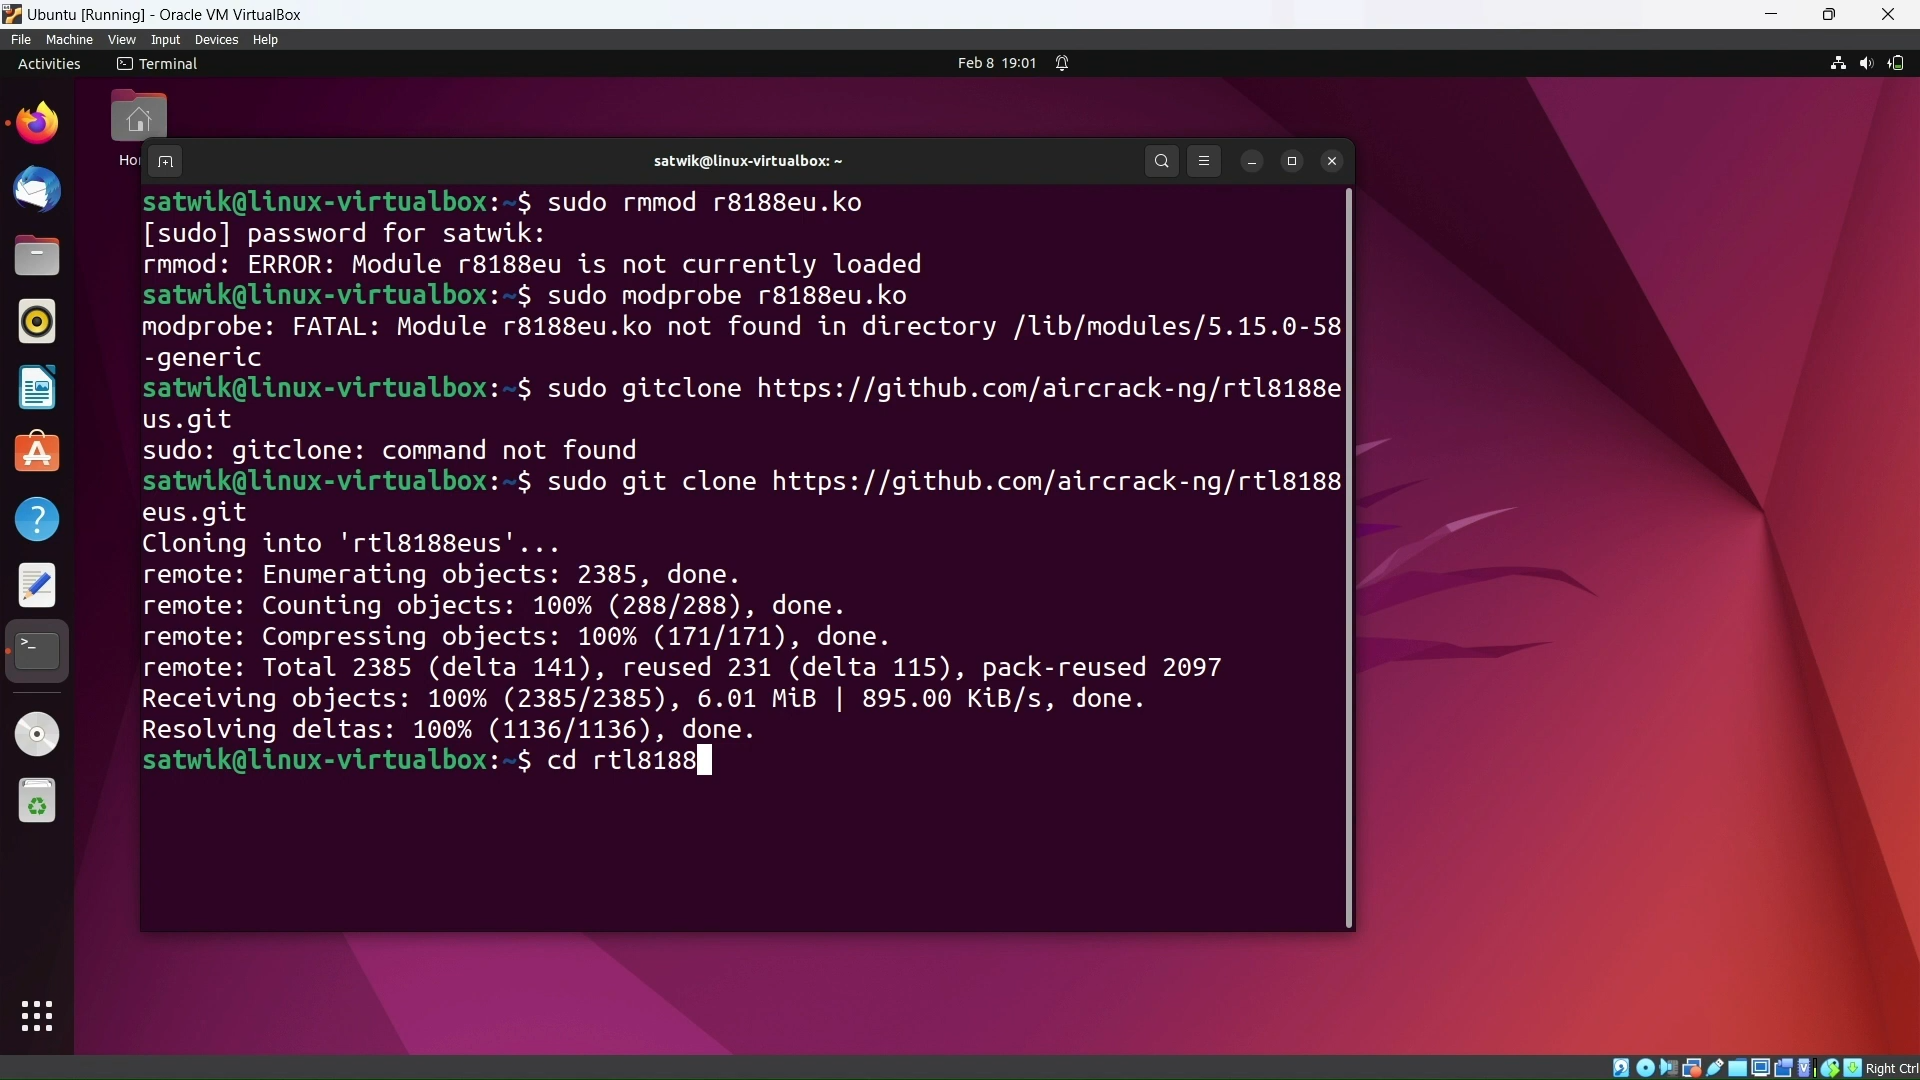 Ubuntu [Running] - Oracle VM VirtualBox
File Machine View Input Devices Help
Activities Terminal Feb 8 19:01
satwik@linux-virtualbox: ~
satwik@linux-virtualbox:~$ sudo rmmod r8188eu.ko
[sudo] password for satwik:
rmmod: ERROR: Module r8188eu is not currently loaded
satwik@linux-virtualbox:~$ sudo modprobe r8188eu.ko
modprobe: FATAL: Module r8188eu.ko not found in directory /lib/modules/5.15.0-58
-generic
satwik@linux-virtualbox:~$ sudo gitclone https://github.com/aircrack-ng/rtl8188e
us.git
sudo: gitclone: command not found
satwik@linux-virtualbox:~$ sudo git clone https://github.com/aircrack-ng/rtl8188
eus.git
Cloning into 'rtl8188eus'...
remote: Enumerating objects: 2385, done.
remote: Counting objects: 100% (288/288), done.
remote: Compressing objects: 100% (171/171), done.
remote: Total 2385 (delta 141), reused 231 (delta 115), pack-reused 2097
Receiving objects: 100% (2385/2385), 6.01 MiB | 895.00 KiB/s, done.
Resolving deltas: 100% (1136/1136), done.
satwik@linux-virtualbox:~$ cd rtl8188
Right Ctrl